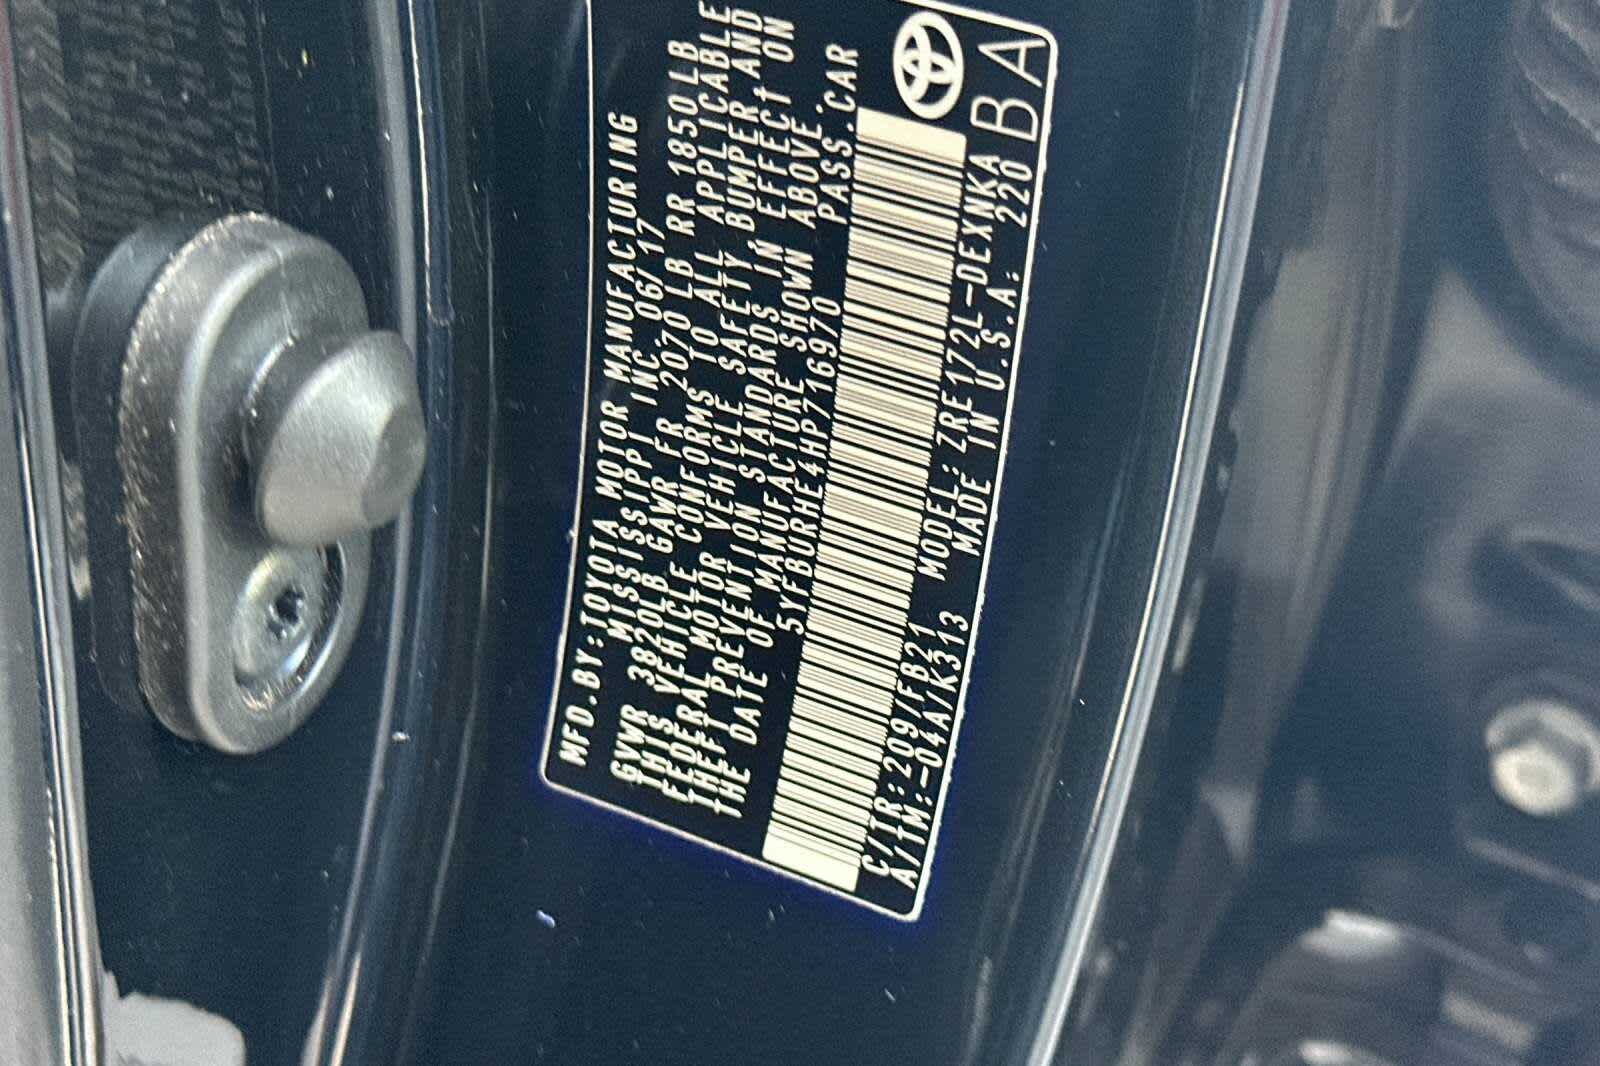 MFD.BY:TOYOTA MOTOR MANUFACTURING
MISSISSIPPI INC 06/17
GVWR 3820LB GAWR FR 2070 LB RR 1850LB
THIS VEHICLE CONFORMS TO ALL APPLICABLE
FEDERAL MOTOR VEHICLE SAFETY, BUMPER AND
THEFT PREVENTION STANDARDS IN EFFECT ON
THE DATE OF MANUFACTURE SHOWN ABOVE.
5YFBURHE4HP716970 PASS.CAR
C/TR:209/FB21 MODEL:ZRE172L-DEXNKA
A/TM:-04A/K313 MADE IN U.S.A. 220
BA